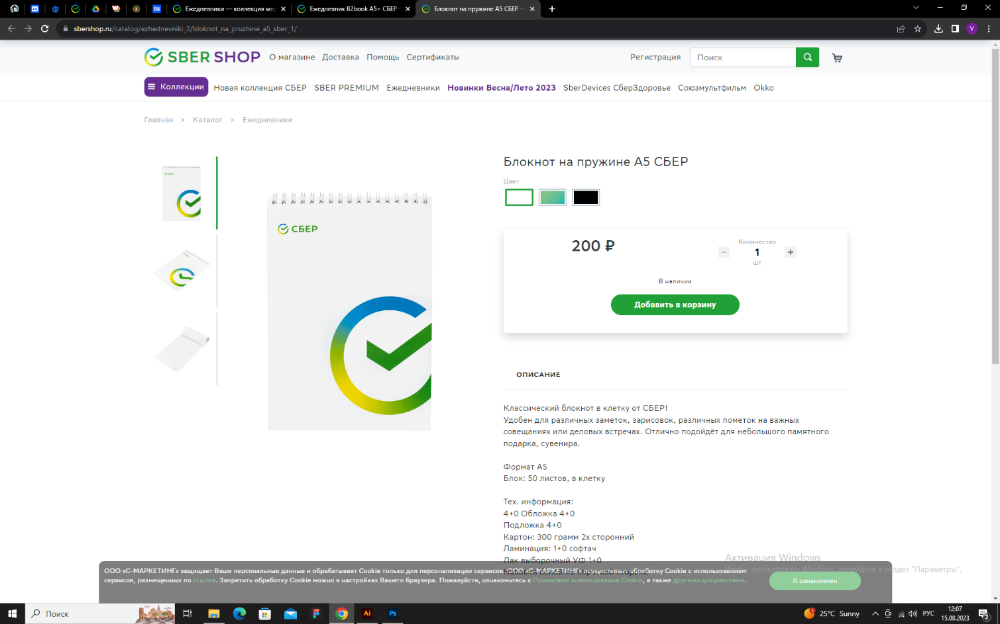 Ежедневники — коллекция мер
Ежедневник B2book А5+ СБЕР -
Блокнот на пружине А5 СБЕР —
sbershop.ru/catalog/ezhednevniki_3/bloknot_na_pruzhine_a5_sber_1/
V
SBER SHOP
О магазине Доставка Помощь Сертификаты
Регистрация
Поиск
Коллекции
Новая коллекция СБЕР SBER PREMIUM Ежедневники Новинки Весна/Лето 2023 SberDevices СберЗдоровье Союзмультфильм Okko
Главная > Каталог > Ежедневники
Блокнот на пружине А5 СБЕР
Цвет
СБЕР
200 ₽
Количество
1
шт
В наличии
Добавить в корзину
ОПИСАНИЕ
Классический блокнот в клетку от СБЕР!
Удобен для различных заметок, зарисовок, различных пометок на важных
совещаниях или деловых встречах. Отлично подойдёт для небольшого памятного
подарка, сувенира.
Формат А5
Блок: 50 листов, в клетку
Тех. информация:
4+0 Обложка 4+0
Подложка 4+0
Картон: 300 грамм 2х сторонний
Ламинация: 1+0 софтач
Лак выборочный УФ 1+0
Активация Windows
активировать Windows, перейдите в раздел "Параметры".
ООО «С-МАРКЕТИНГ» защищает Ваши персональные данные и обрабатывает Cookie только для персонализации сервисов. ООО «С-МАРКЕТИНГ» осуществляет обработку Cookie с использованием
сервисов, размещенных по ссылке. Запретить обработку Cookie можно в настройках Вашего браузера. Пожалуйста, ознакомьтесь с Правилами использования Cookie, а также другими документами.
Я ознакомлен
Поиск
Ai
Ps
25°C Sunny
РУС
12:07
15.08.2023
2